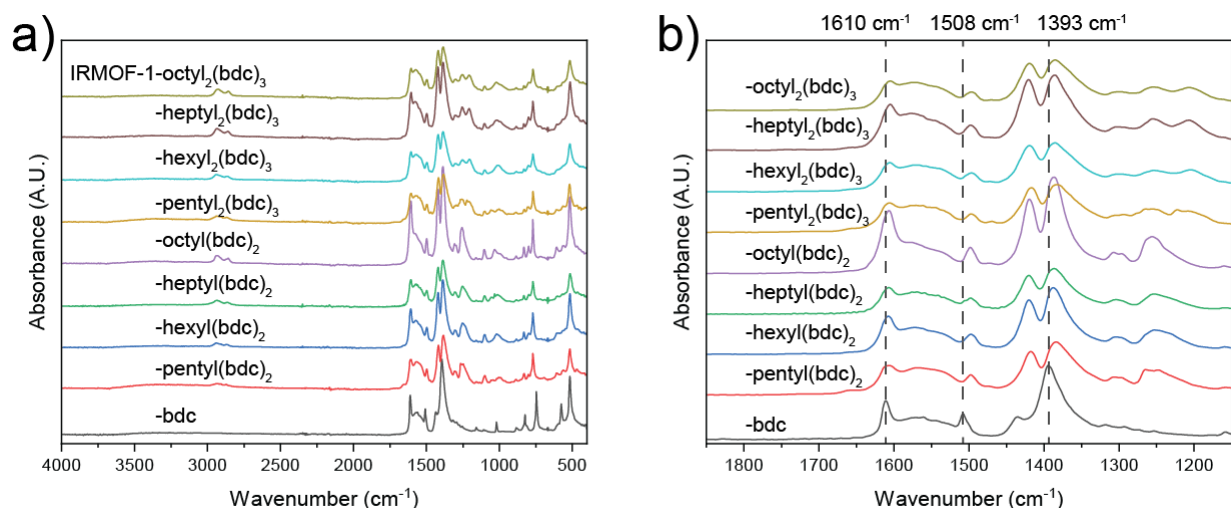 a)
IRMOF-1-octyl₂(bdc)₃
-heptyl₂(bdc)₃
-hexyl₂(bdc)₃
-pentyl₂(bdc)₃
-octyl(bdc)₂
-heptyl(bdc)₂
-hexyl(bdc)₂
-pentyl(bdc)₂
-bdc
Absorbance (A.U.)
4000 3500 3000 2500 2000 1500 1000 500
Wavenumber (cm⁻¹)
b)
1610 cm⁻¹ 1508 cm⁻¹ 1393 cm⁻¹
-octyl₂(bdc)₃
-heptyl₂(bdc)₃
-hexyl₂(bdc)₃
-pentyl₂(bdc)₃
-octyl(bdc)₂
-heptyl(bdc)₂
-hexyl(bdc)₂
-pentyl(bdc)₂
-bdc
Absorbance (A.U.)
1800 1700 1600 1500 1400 1300 1200
Wavenumber (cm⁻¹)